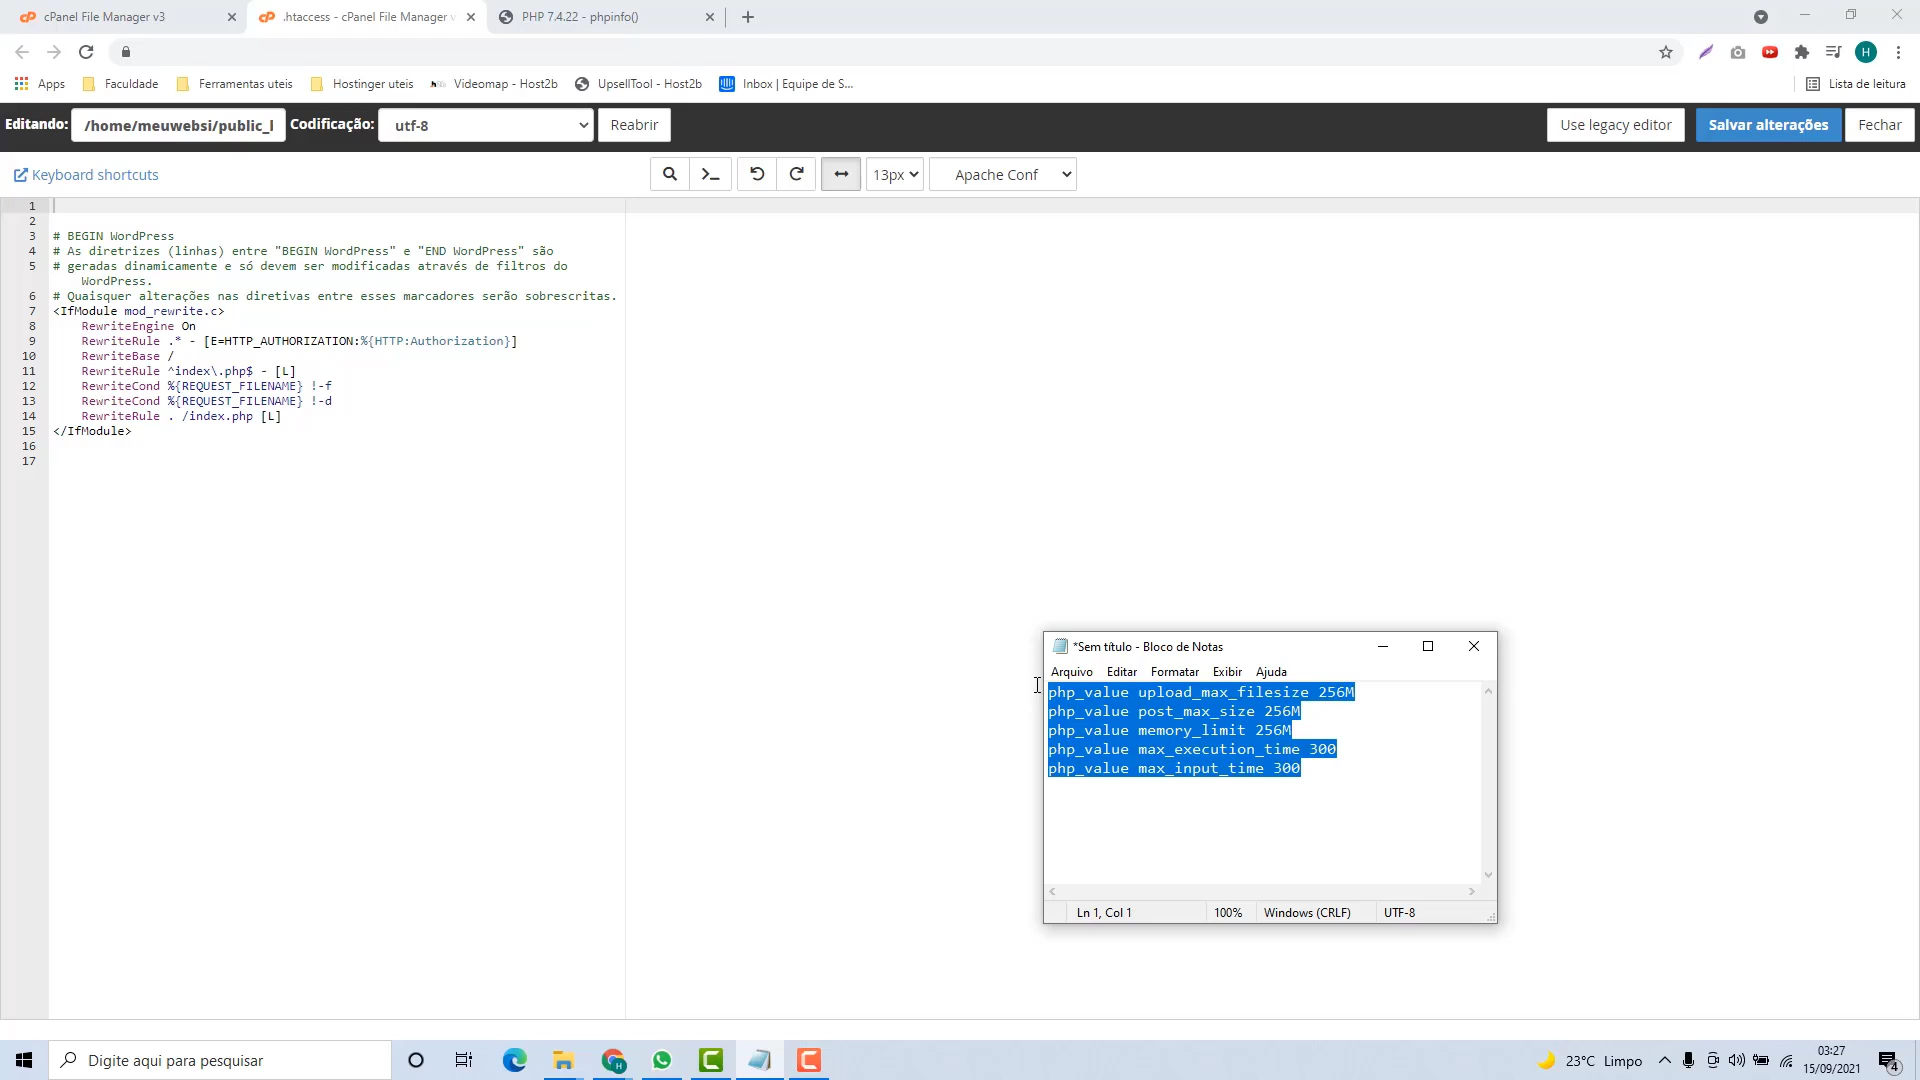 cPanel File Manager v3
.htaccess - cPanel File Manager v
PHP 7.4.22 - phpinfo()
H
Apps
Faculdade
Ferramentas uteis
Hostinger uteis
Videomap - Host2b
UpsellTool - Host2b
Inbox | Equipe de S...
Lista de leitura
Editando:
/home/meuwebsi/public_l
Codificação:
utf-8
Reabrir
Use legacy editor
Salvar alterações
Fechar
Keyboard shortcuts
13px
Apache Conf
1
2
3 # BEGIN WordPress
4 # As diretrizes (linhas) entre "BEGIN WordPress" e "END WordPress" são
5 # geradas dinamicamente e só devem ser modificadas através de filtros do
WordPress.
6 # Quaisquer alterações nas diretivas entre esses marcadores serão sobrescritas.
7 <IfModule mod_rewrite.c>
8 RewriteEngine On
9 RewriteRule .* - [E=HTTP_AUTHORIZATION:%{HTTP:Authorization}]
10 RewriteBase /
11 RewriteRule ^index\.php$ - [L]
12 RewriteCond %{REQUEST_FILENAME} !-f
13 RewriteCond %{REQUEST_FILENAME} !-d
14 RewriteRule . /index.php [L]
15 </IfModule>
16
17
*Sem título - Bloco de Notas
Arquivo Editar Formatar Exibir Ajuda
php_value upload_max_filesize 256M
php_value post_max_size 256M
php_value memory_limit 256M
php_value max_execution_time 300
php_value max_input_time 300
Ln 1, Col 1
100%
Windows (CRLF)
UTF-8
Digite aqui para pesquisar
23°C Limpo
03:27
15/09/2021
4